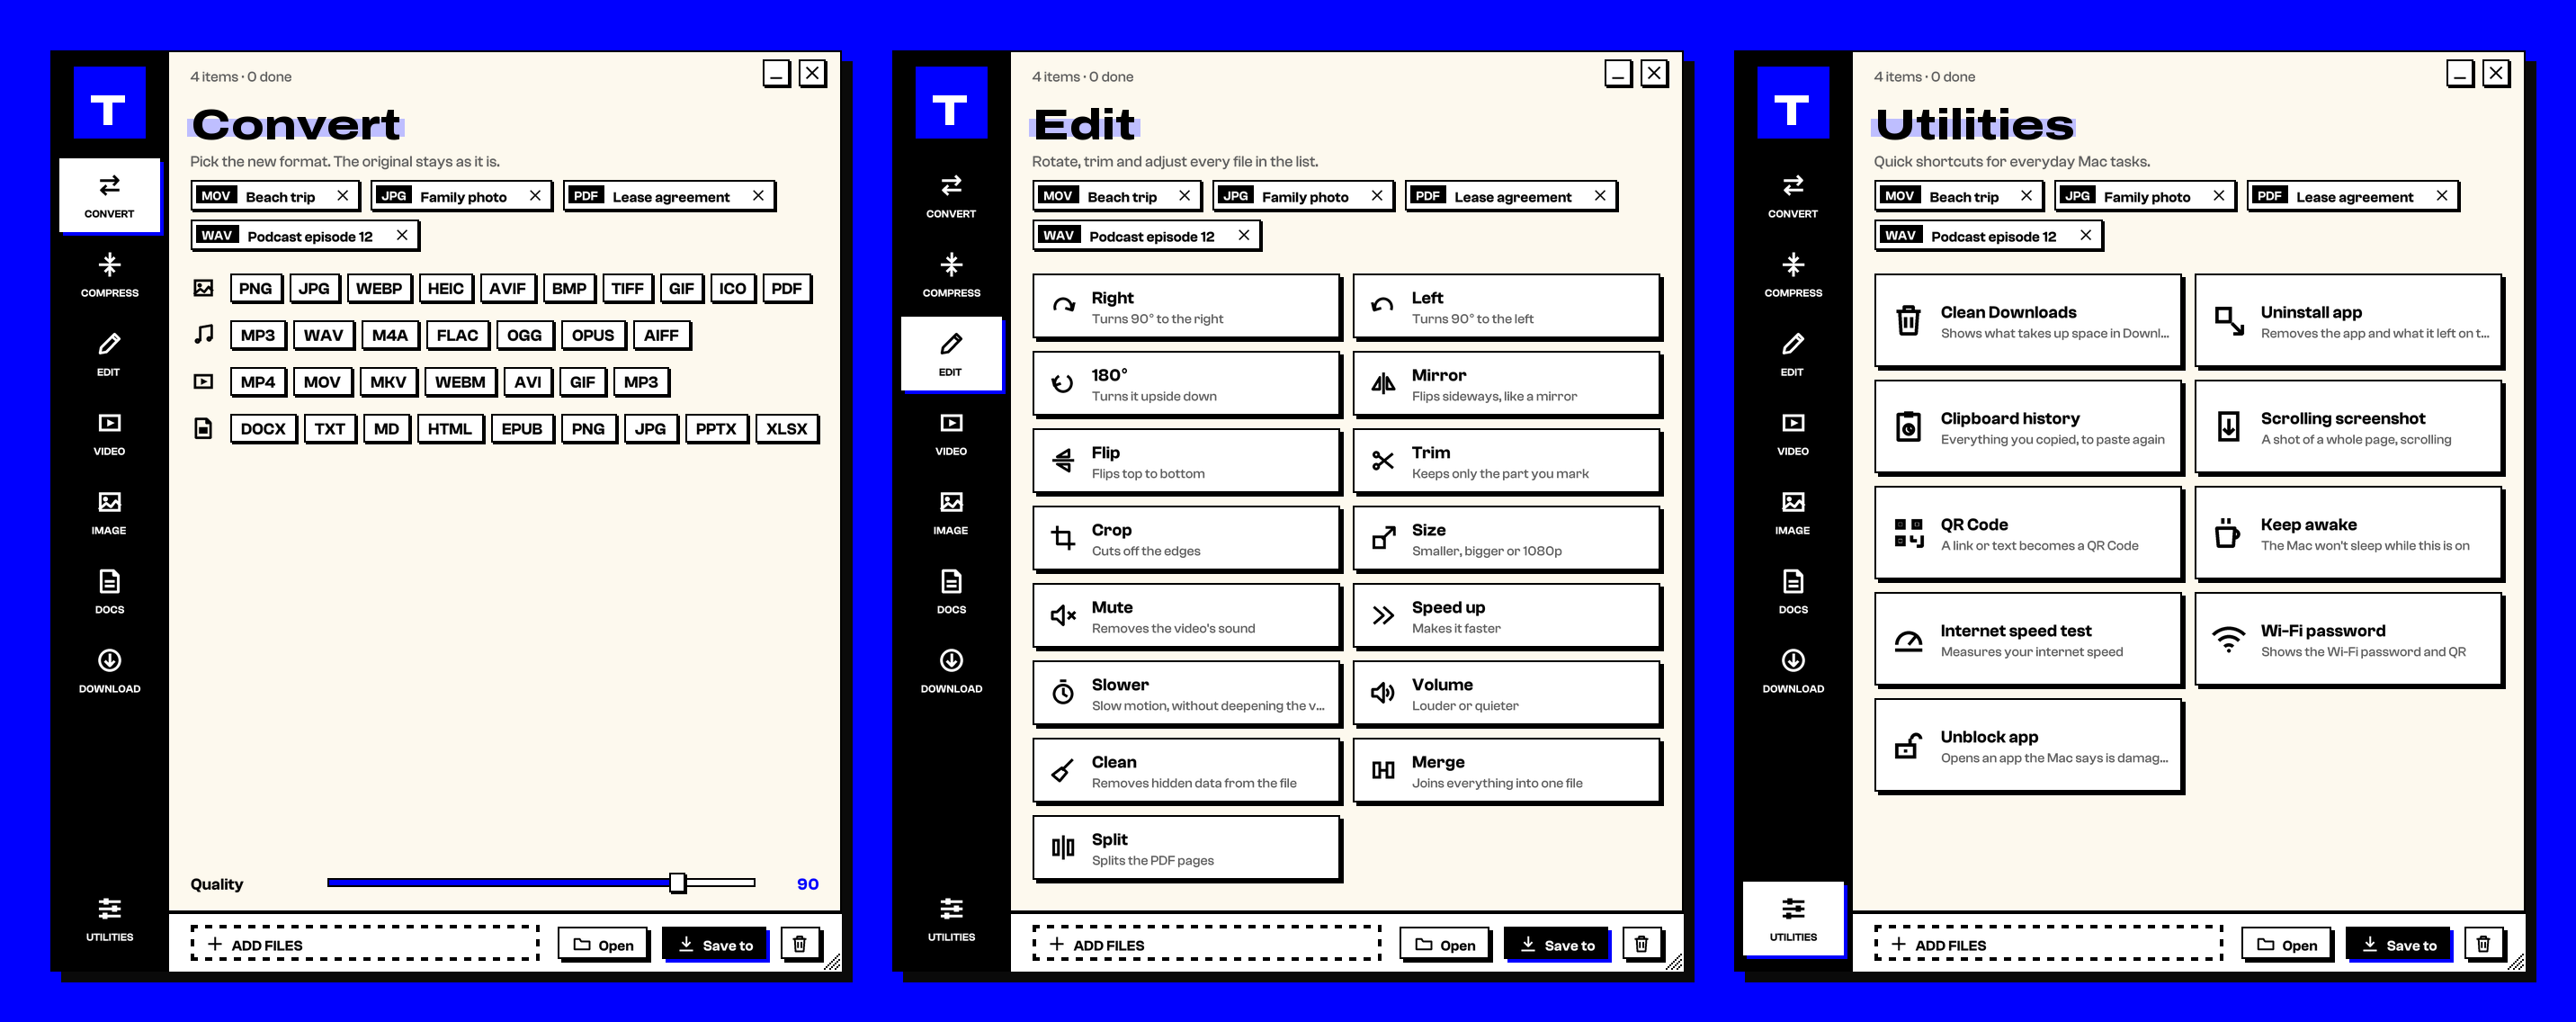 T
CONVERT
COMPRESS
EDIT
VIDEO
IMAGE
DOCS
DOWNLOAD
UTILITIES
4 items · 0 done
Convert
Pick the new format. The original stays as it is.
MOV Beach trip JPG Family photo PDF Lease agreement
WAV Podcast episode 12
PNG JPG WEBP HEIC AVIF BMP TIFF GIF ICO PDF
MP3 WAV M4A FLAC OGG OPUS AIFF
MP4 MOV MKV WEBM AVI GIF MP3
DOCX TXT MD HTML EPUB PNG JPG PPTX XLSX
Quality 90
ADD FILES Open Save to
T
CONVERT
COMPRESS
EDIT
VIDEO
IMAGE
DOCS
DOWNLOAD
UTILITIES
4 items · 0 done
Edit
Rotate, trim and adjust every file in the list.
MOV Beach trip JPG Family photo PDF Lease agreement
WAV Podcast episode 12
Right
Turns 90° to the right
Left
Turns 90° to the left
180°
Turns it upside down
Mirror
Flips sideways, like a mirror
Flip
Flips top to bottom
Trim
Keeps only the part you mark
Crop
Cuts off the edges
Size
Smaller, bigger or 1080p
Mute
Removes the video's sound
Speed up
Makes it faster
Slower
Slow motion, without deepening the v...
Volume
Louder or quieter
Clean
Removes hidden data from the file
Merge
Joins everything into one file
Split
Splits the PDF pages
ADD FILES Open Save to
T
CONVERT
COMPRESS
EDIT
VIDEO
IMAGE
DOCS
DOWNLOAD
UTILITIES
4 items · 0 done
Utilities
Quick shortcuts for everyday Mac tasks.
MOV Beach trip JPG Family photo PDF Lease agreement
WAV Podcast episode 12
Clean Downloads
Shows what takes up space in Downl...
Uninstall app
Removes the app and what it left on t...
Clipboard history
Everything you copied, to paste again
Scrolling screenshot
A shot of a whole page, scrolling
QR Code
A link or text becomes a QR Code
Keep awake
The Mac won't sleep while this is on
Internet speed test
Measures your internet speed
Wi-Fi password
Shows the Wi-Fi password and QR
Unblock app
Opens an app the Mac says is damag...
ADD FILES Open Save to